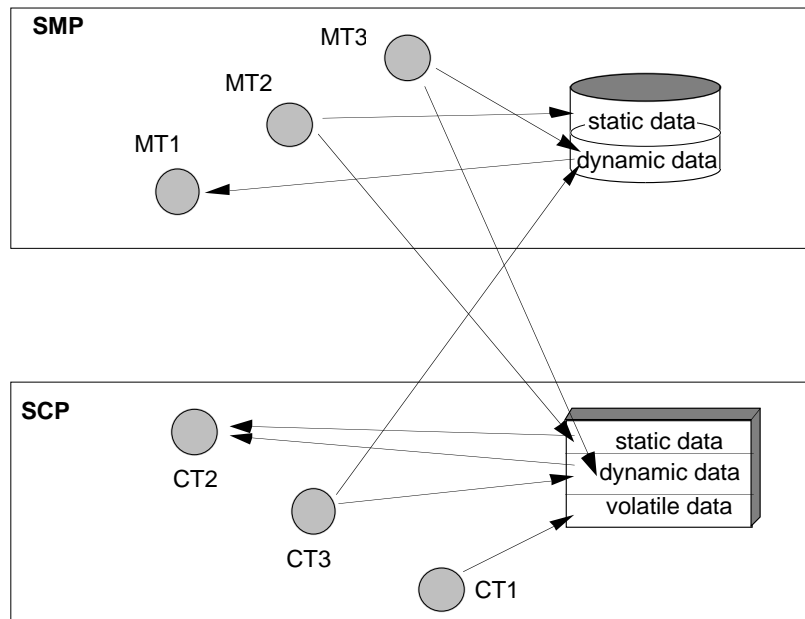 SMP
MT3
MT2
MT1
static data
dynamic data
SCP
CT2
CT3
CT1
static data
dynamic data
volatile data